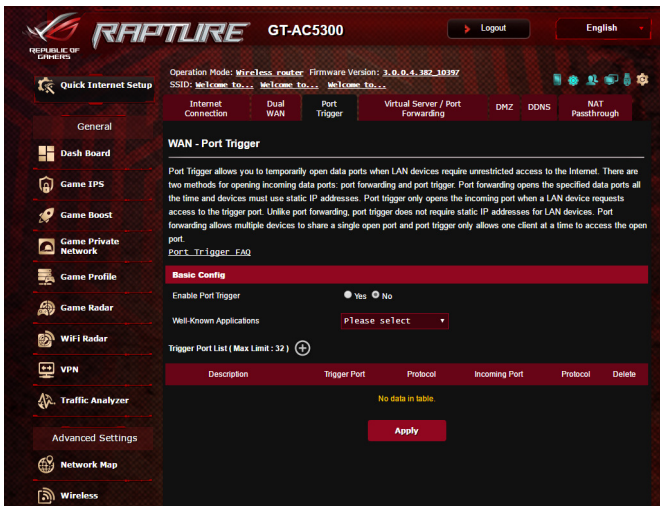 REPUBLIC OF
GAMERS
RAPTURE
GT-AC5300
Logout
English
Quick Internet Setup
Operation Mode: Wireless router Firmware Version: 3.0.0.4.382_10397
SSID: Welcome to... Welcome to... Welcome to...
Internet
Connection
Dual
WAN
Port
Trigger
Virtual Server / Port
Forwarding
DMZ
DDNS
NAT
Passthrough
General
Dash Board
Game IPS
Game Boost
Game Private
Network
Game Profile
Game Radar
WiFi Radar
VPN
Traffic Analyzer
Advanced Settings
Network Map
Wireless
WAN - Port Trigger
Port Trigger allows you to temporarily open data ports when LAN devices require unrestricted access to the Internet. There are
two methods for opening incoming data ports: port forwarding and port trigger. Port forwarding opens the specified data ports all
the time and devices must use static IP addresses. Port trigger only opens the incoming port when a LAN device requests
access to the trigger port. Unlike port forwarding, port trigger does not require static IP addresses for LAN devices. Port
forwarding allows multiple devices to share a single open port and port trigger only allows one client at a time to access the open
port.
Port Trigger FAQ
Basic Config
Enable Port Trigger
Yes No
Well-Known Applications
Please select
Trigger Port List ( Max Limit : 32 )
Description Trigger Port Protocol Incoming Port Protocol Delete
No data in table.
Apply